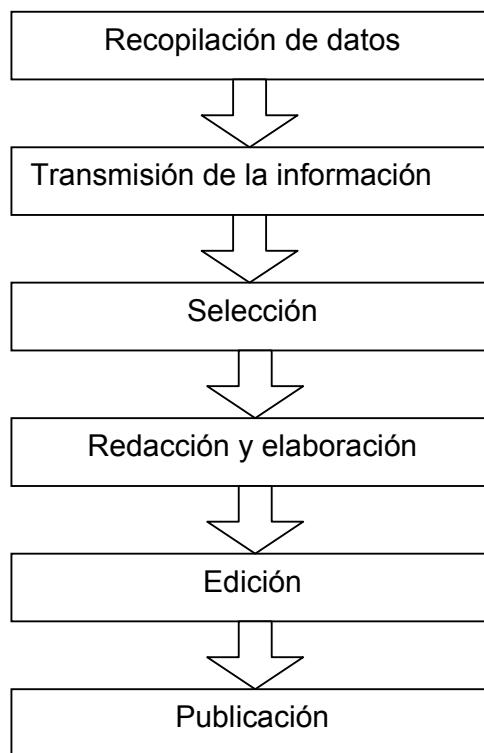 Recopilación de datos
Transmisión de la información
Selección
Redacción y elaboración
Edición
Publicación